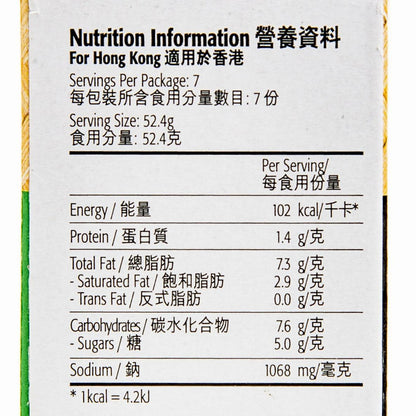 Nutrition Information 營養資料
For Hong Kong 適用於香港
Servings Per Package: 7
每包裝所含食用分量數目: 7 份
Serving Size: 52.4g
食用分量: 52.4克
Per Serving/
每食用份量
Energy / 能量 102 kcal/千卡*
Protein / 蛋白質 1.4 g/克
Total Fat / 總脂肪 7.3 g/克
- Saturated Fat / 飽和脂肪 2.9 g/克
- Trans Fat / 反式脂肪 0.0 g/克
Carbohydrates / 碳水化合物 7.6 g/克
- Sugars / 糖 5.0 g/克
Sodium / 鈉 1068 mg/毫克
* 1kcal = 4.2kJ